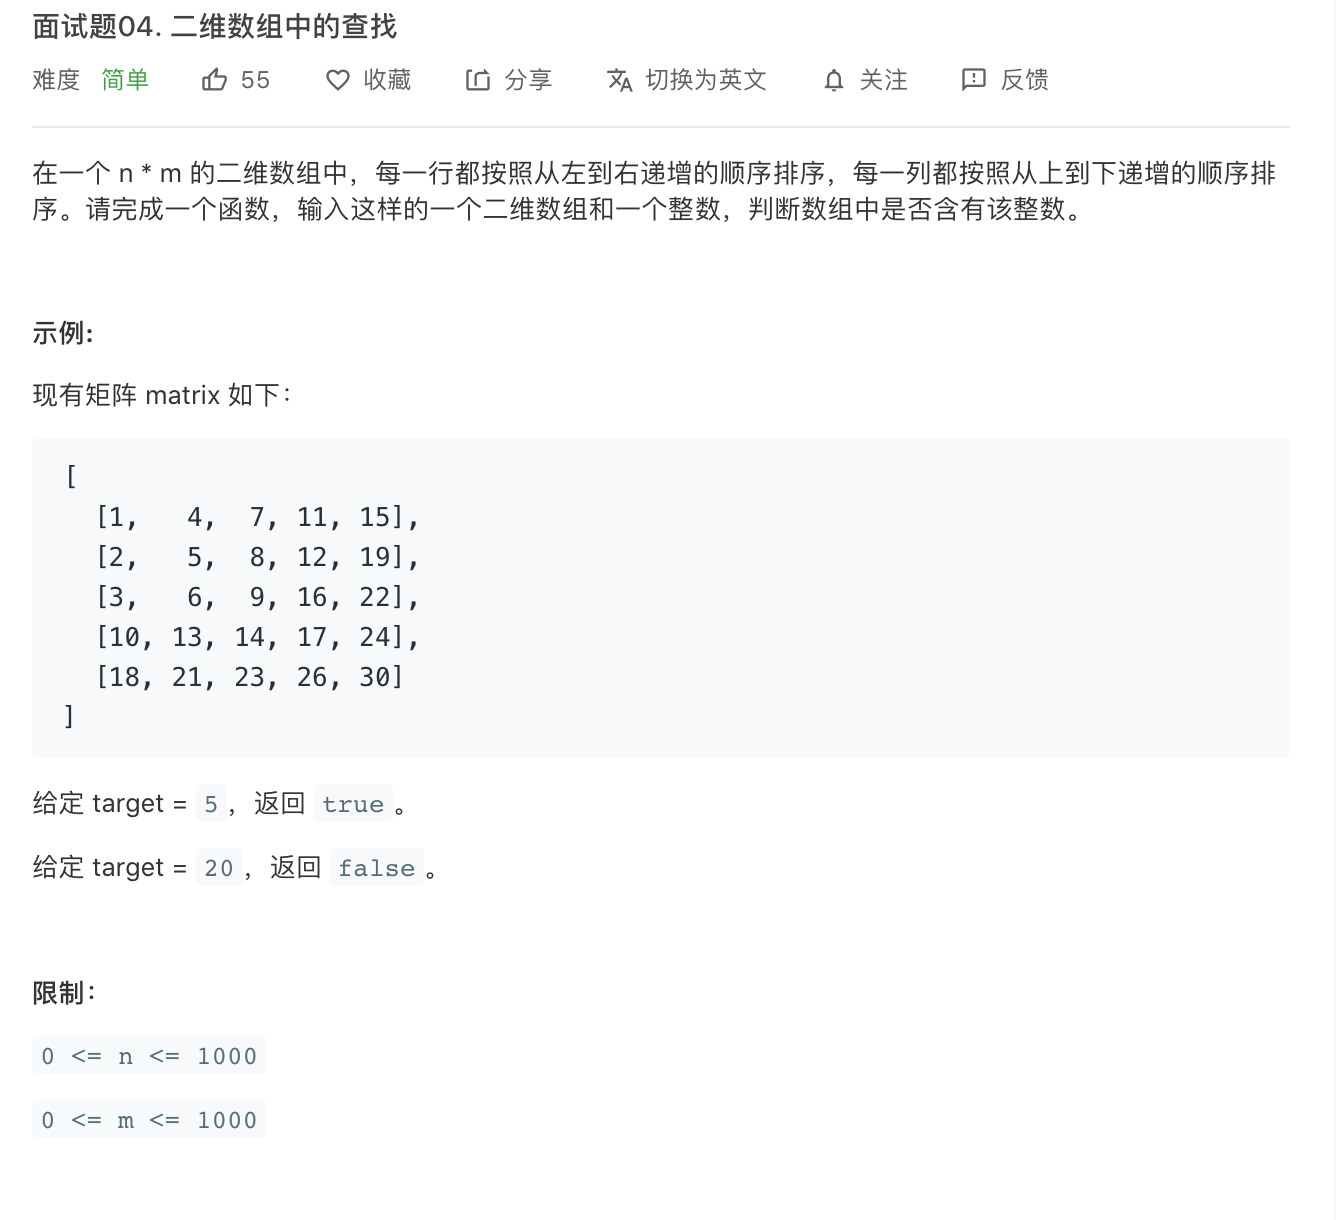 面试题04. 二维数组中的查找
难度 简单 55 收藏 分享 切换为英文 关注 反馈
在一个 n * m 的二维数组中，每一行都按照从左到右递增的顺序排序，每一列都按照从上到下递增的顺序排
序。请完成一个函数，输入这样的一个二维数组和一个整数，判断数组中是否含有该整数。
示例:
现有矩阵 matrix 如下：
[
  [1,   4,  7, 11, 15],
  [2,   5,  8, 12, 19],
  [3,   6,  9, 16, 22],
  [10, 13, 14, 17, 24],
  [18, 21, 23, 26, 30]
]
给定 target = 5，返回 true。
给定 target = 20，返回 false。
限制：
0 <= n <= 1000
0 <= m <= 1000